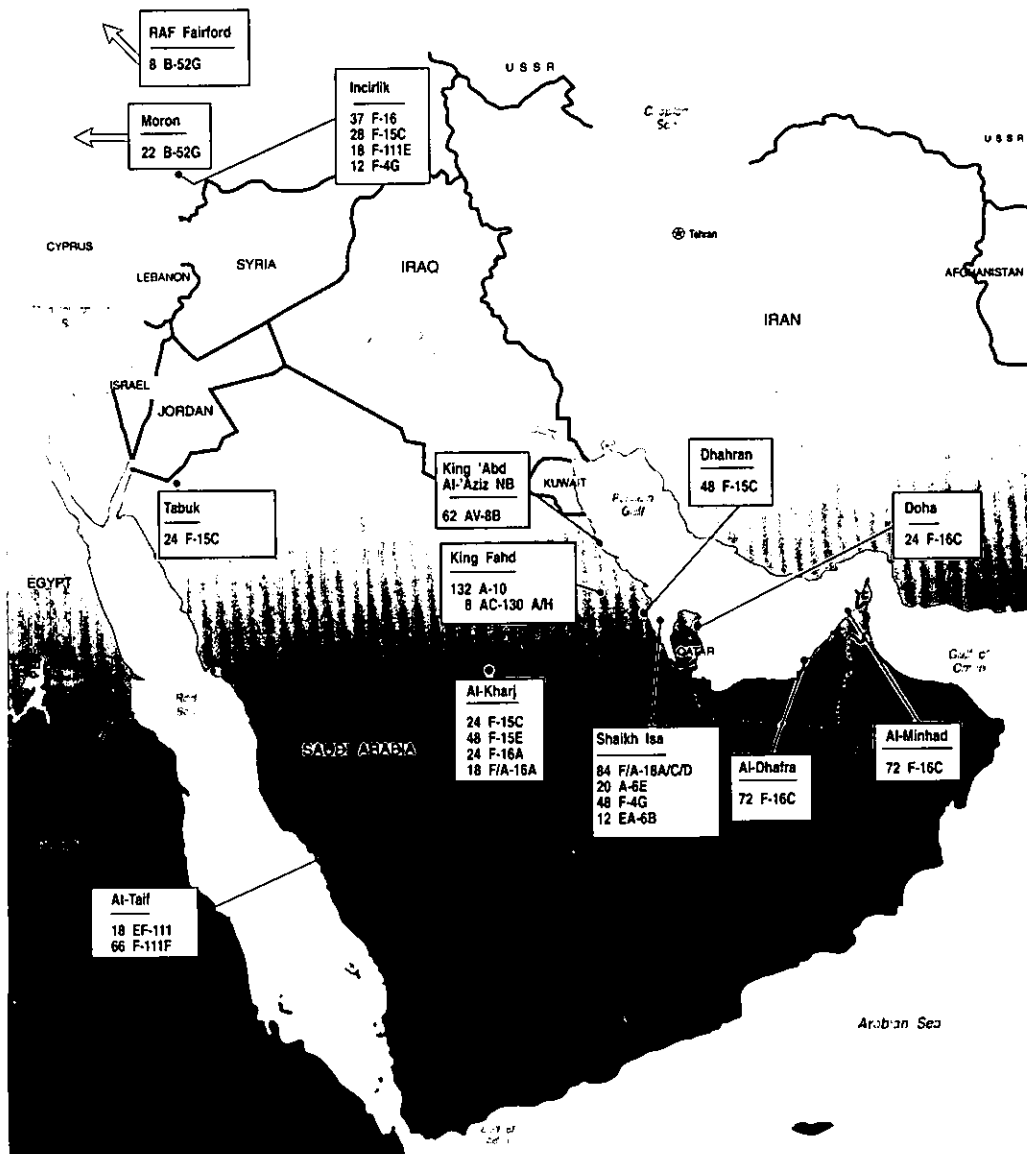 RAF Fairford
8 B-52G
Moron
22 B-52G
Incirlik
37 F-16
28 F-15C
18 F-111E
12 F-4G
USSR
USSR
CYPRUS
LEBANON
SYRIA
IRAQ
Tehran
AFGHANISTAN
IRAN
ISRAEL
JORDAN
Tabuk
24 F-15C
King 'Abd
Al-'Aziz NB
62 AV-8B
KUWAIT
Gulf
Dhahran
48 F-15C
Doha
24 F-16C
King Fahd
132 A-10
8 AC-130 A/H
EGYPT
QATAR
Gulf of
Red
SAUDI ARABIA
Al-Kharj
24 F-15C
48 F-15E
24 F-16A
18 F/A-16A
Shaikh Isa
84 F/A-18A/C/D
20 A-6E
48 F-4G
12 EA-6B
Al-Dhafra
72 F-16C
Al-Minhad
72 F-16C
At-Taif
18 EF-111
66 F-111F
Arabian Sea